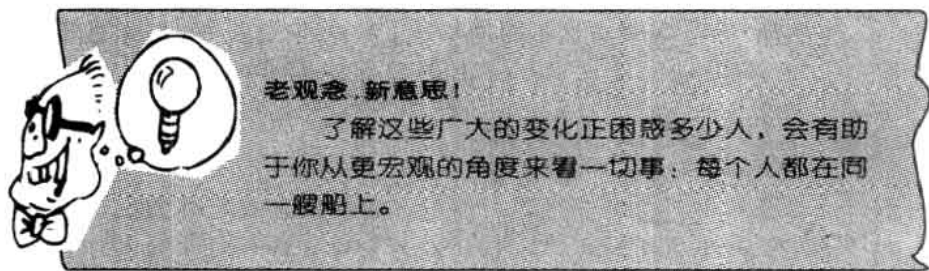 老观念,新意思!
了解这些广大的变化正困惑多少人，会有助
于你从更宏观的角度来看一切事：每个人都在同
一艘船上。